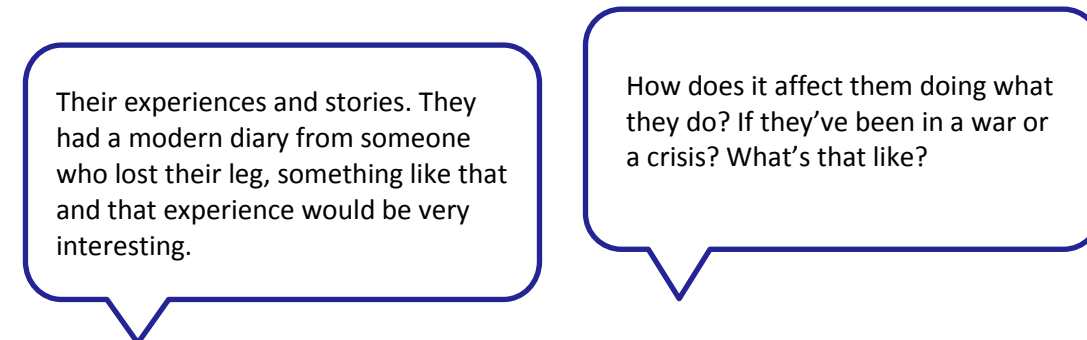 Their experiences and stories. They
had a modern diary from someone
who lost their leg, something like that
and that experience would be very
interesting.
How does it affect them doing what
they do? If they’ve been in a war or
a crisis? What’s that like?